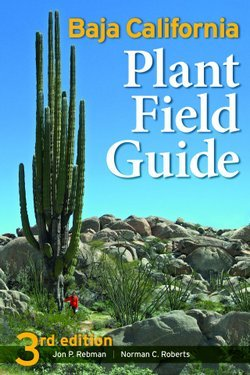 Baja California
Plant
Field
Guide
3rd edition
Jon P. Rebman Norman C. Roberts